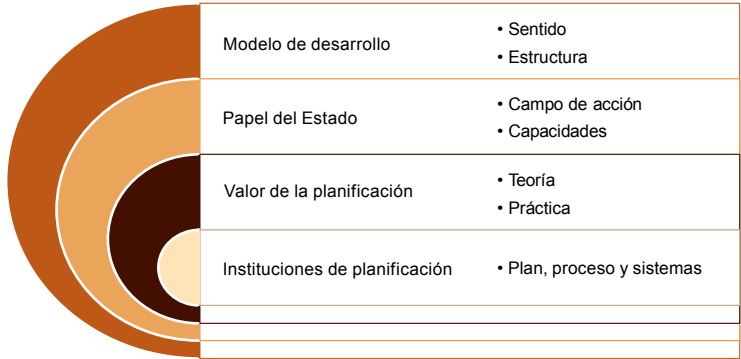 Modelo de desarrollo
• Sentido
• Estructura
Papel del Estado
• Campo de acción
• Capacidades
Valor de la planificación
• Teoría
• Práctica
Instituciones de planificación
• Plan, proceso y sistemas